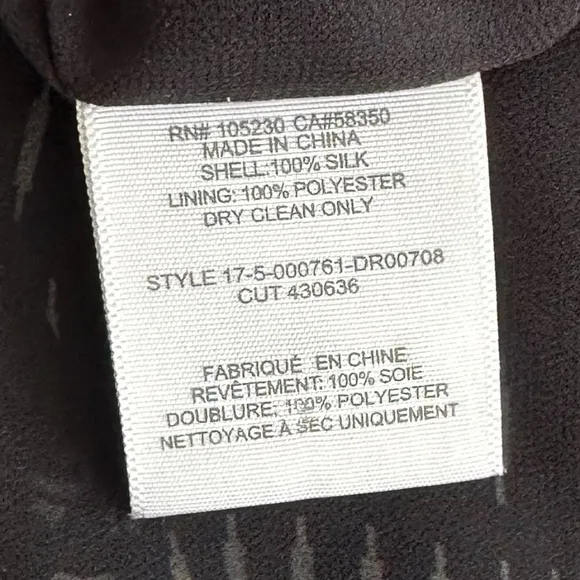 RN# 105230 CA#58350
MADE IN CHINA
SHELL:100% SILK
LINING: 100% POLYESTER
DRY CLEAN ONLY
STYLE 17-5-000761-DR00708
CUT 430636
FABRIQUÉ EN CHINE
REVÊTEMENT: 100% SOIE
DOUBLURE: 100% POLYESTER
NETTOYAGE À SEC UNIQUEMENT